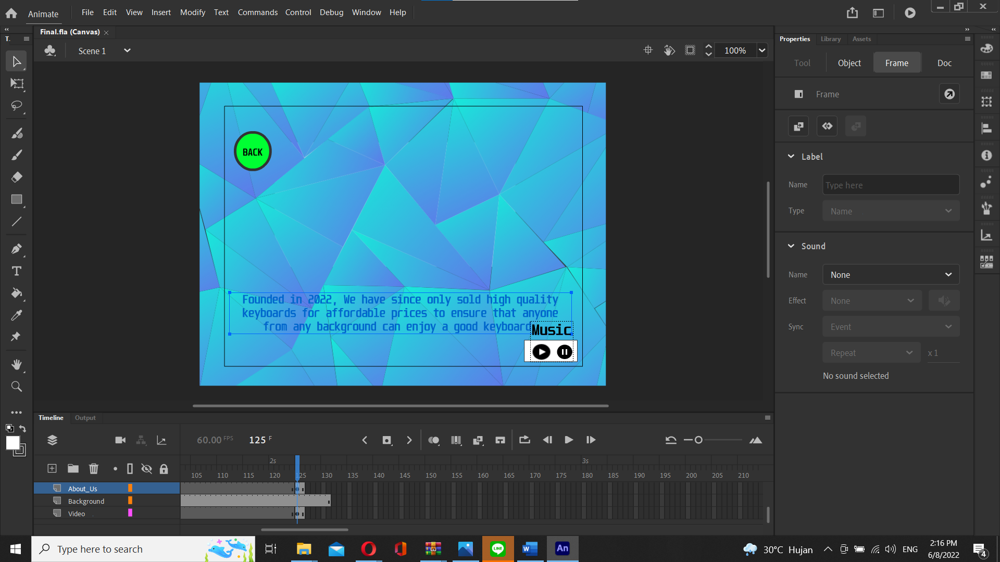 Animate File Edit View Insert Modify Text Commands Control Debug Window Help
Final.fla (Canvas)
T.
Properties Library Assets
Scene 1
100%
Tool Object Frame Doc
Frame
BACK
Label
Name Type here
Type Name
Sound
Name None
Effect None
Sync Event
Repeat x 1
No sound selected
Founded in 2022, We have since only sold high quality
keyboards for affordable prices to ensure that anyone
from any background can enjoy a good keyboard
Music
Timeline Output
60.00 FPS 125 F
2s 3s
105 110 115 120 125 130 135 140 145 150 155 160 165 170 175 180 185 190 195 200 205 210
About_Us
Background
Video
Type here to search
LINE
W
An
30°C Hujan
ENG
2:16 PM
6/8/2022
4